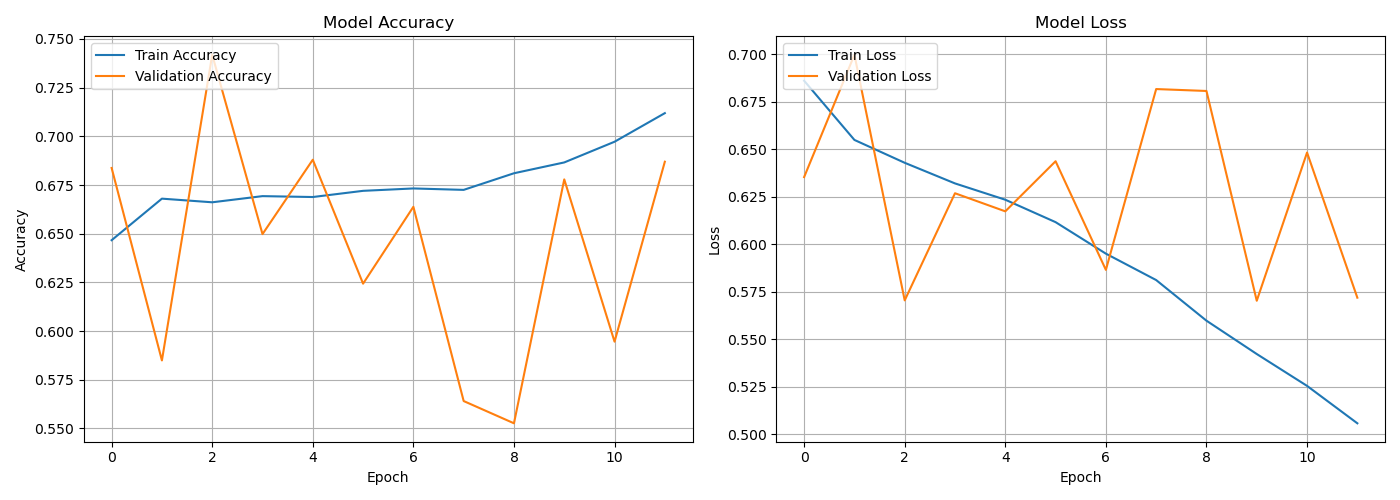 Model Accuracy
Train Accuracy
Validation Accuracy
Accuracy
0.750
0.725
0.700
0.675
0.650
0.625
0.600
0.575
0.550
0 2 4 6 8 10
Epoch
Model Loss
Train Loss
Validation Loss
Loss
0.700
0.675
0.650
0.625
0.600
0.575
0.550
0.525
0.500
0 2 4 6 8 10
Epoch